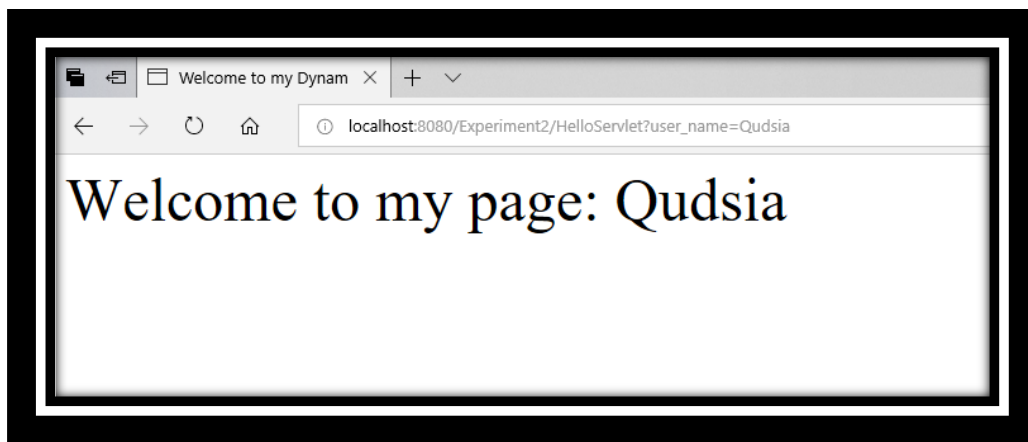 Welcome to my Dynam
localhost:8080/Experiment2/HelloServlet?user_name=Qudsia
Welcome to my page: Qudsia